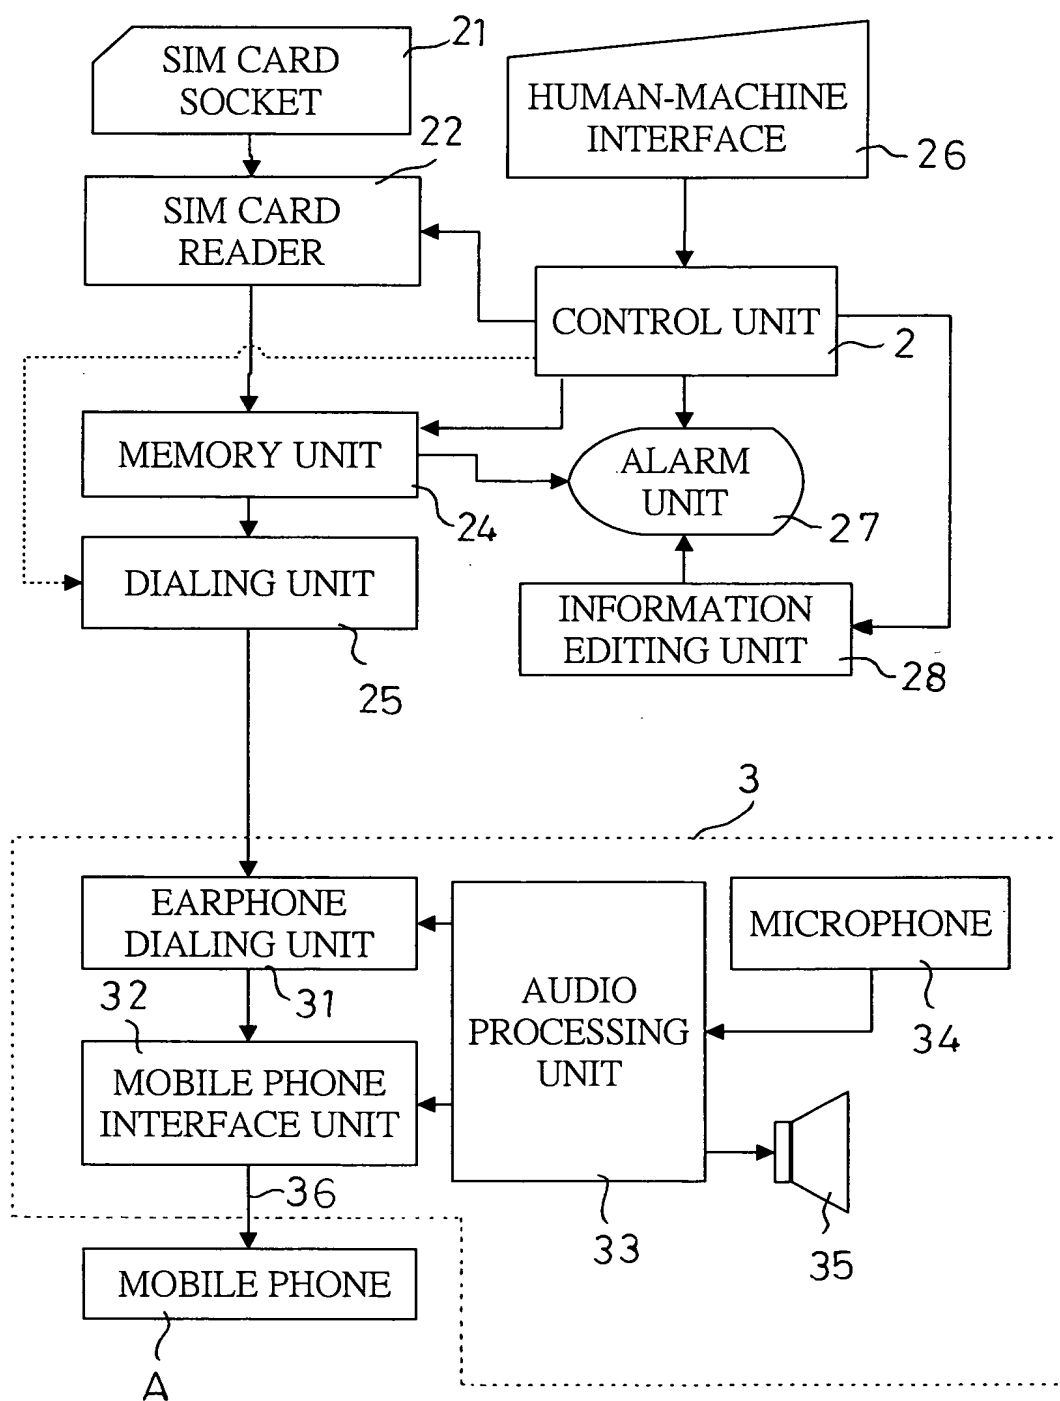 21
SIM CARD
SOCKET
HUMAN-MACHINE
INTERFACE
26
22
SIM CARD
READER
CONTROL UNIT
2
MEMORY UNIT
24
ALARM
UNIT
27
DIALING UNIT
25
INFORMATION
EDITING UNIT
28
3
EARPHONE
DIALING UNIT
31
MICROPHONE
34
32
AUDIO
PROCESSING
UNIT
33
MOBILE PHONE
INTERFACE UNIT
36
35
MOBILE PHONE
A